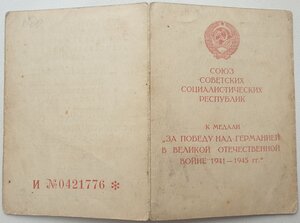 И №0421776 *
СОЮЗ
СОВЕТСКИХ
СОЦИАЛИСТИЧЕСКИХ
РЕСПУБЛИК
К МЕДАЛИ
„ЗА ПОБЕДУ НАД ГЕРМАНИЕЙ
В ВЕЛИКОЙ ОТЕЧЕСТВЕННОЙ
ВОЙНЕ 1941—1945 гг.“